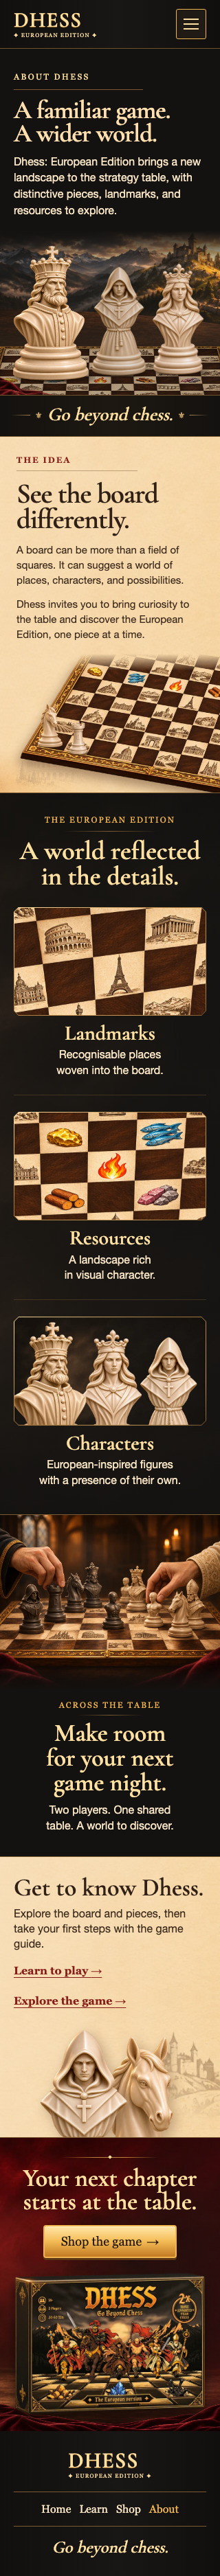 DHESS
EUROPEAN EDITION
ABOUT DHESS
A familiar game.
A wider world.
Dhess: European Edition brings a new
landscape to the strategy table, with
distinctive pieces, landmarks, and
resources to explore.
Go beyond chess.
THE IDEA
See the board
differently.
A board can be more than a field of
squares. It can suggest a world of
places, characters, and possibilities.
Dhess invites you to bring curiosity to
the table and discover the European
Edition, one piece at a time.
THE EUROPEAN EDITION
A world reflected
in the details.
Landmarks
Recognisable places
woven into the board.
Resources
A landscape rich
in visual character.
Characters
European-inspired figures
with a presence of their own.
ACROSS THE TABLE
Make room
for your next
game night.
Two players. One shared
table. A world to discover.
Get to know Dhess.
Explore the board and pieces, then
take your first steps with the game
guide.
Learn to play →
Explore the game →
Your next chapter
starts at the table.
Shop the game →
DHESS
Go Beyond Chess
The European version
DHESS
EUROPEAN EDITION
Home Learn Shop About
Go beyond chess.